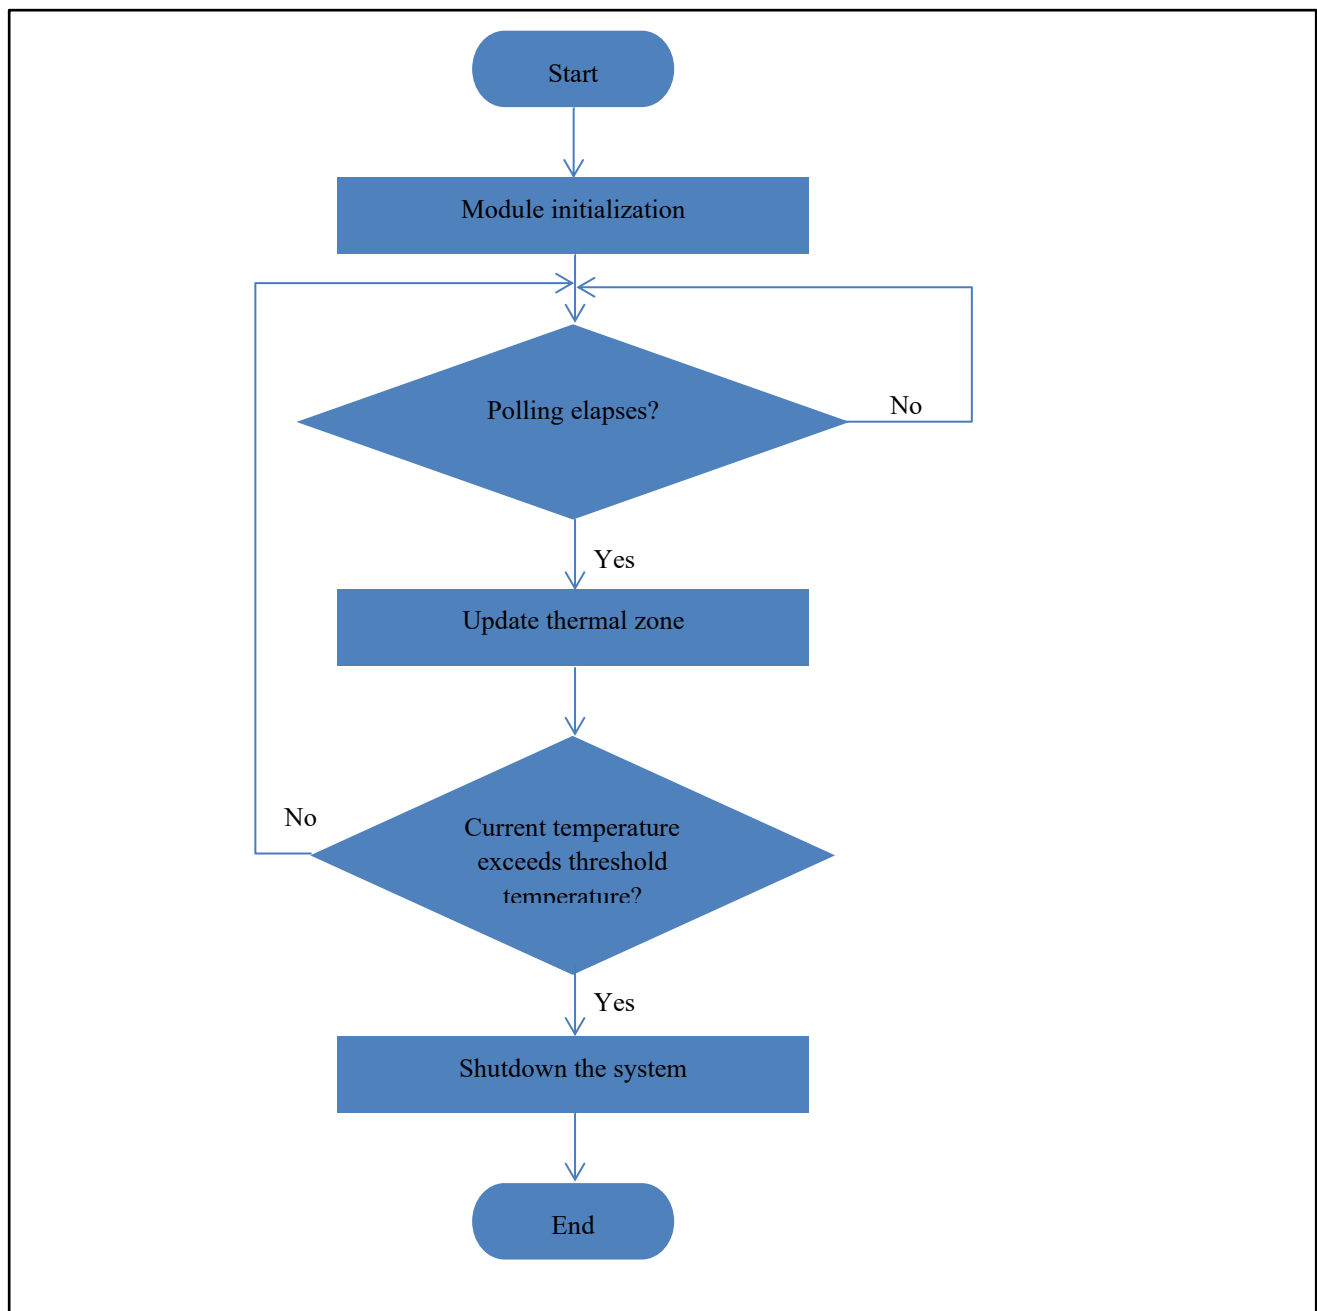 Start
Module initialization
Polling elapses?
No
Yes
Update thermal zone
No
Current temperature
exceeds threshold
temperature?
Yes
Shutdown the system
End